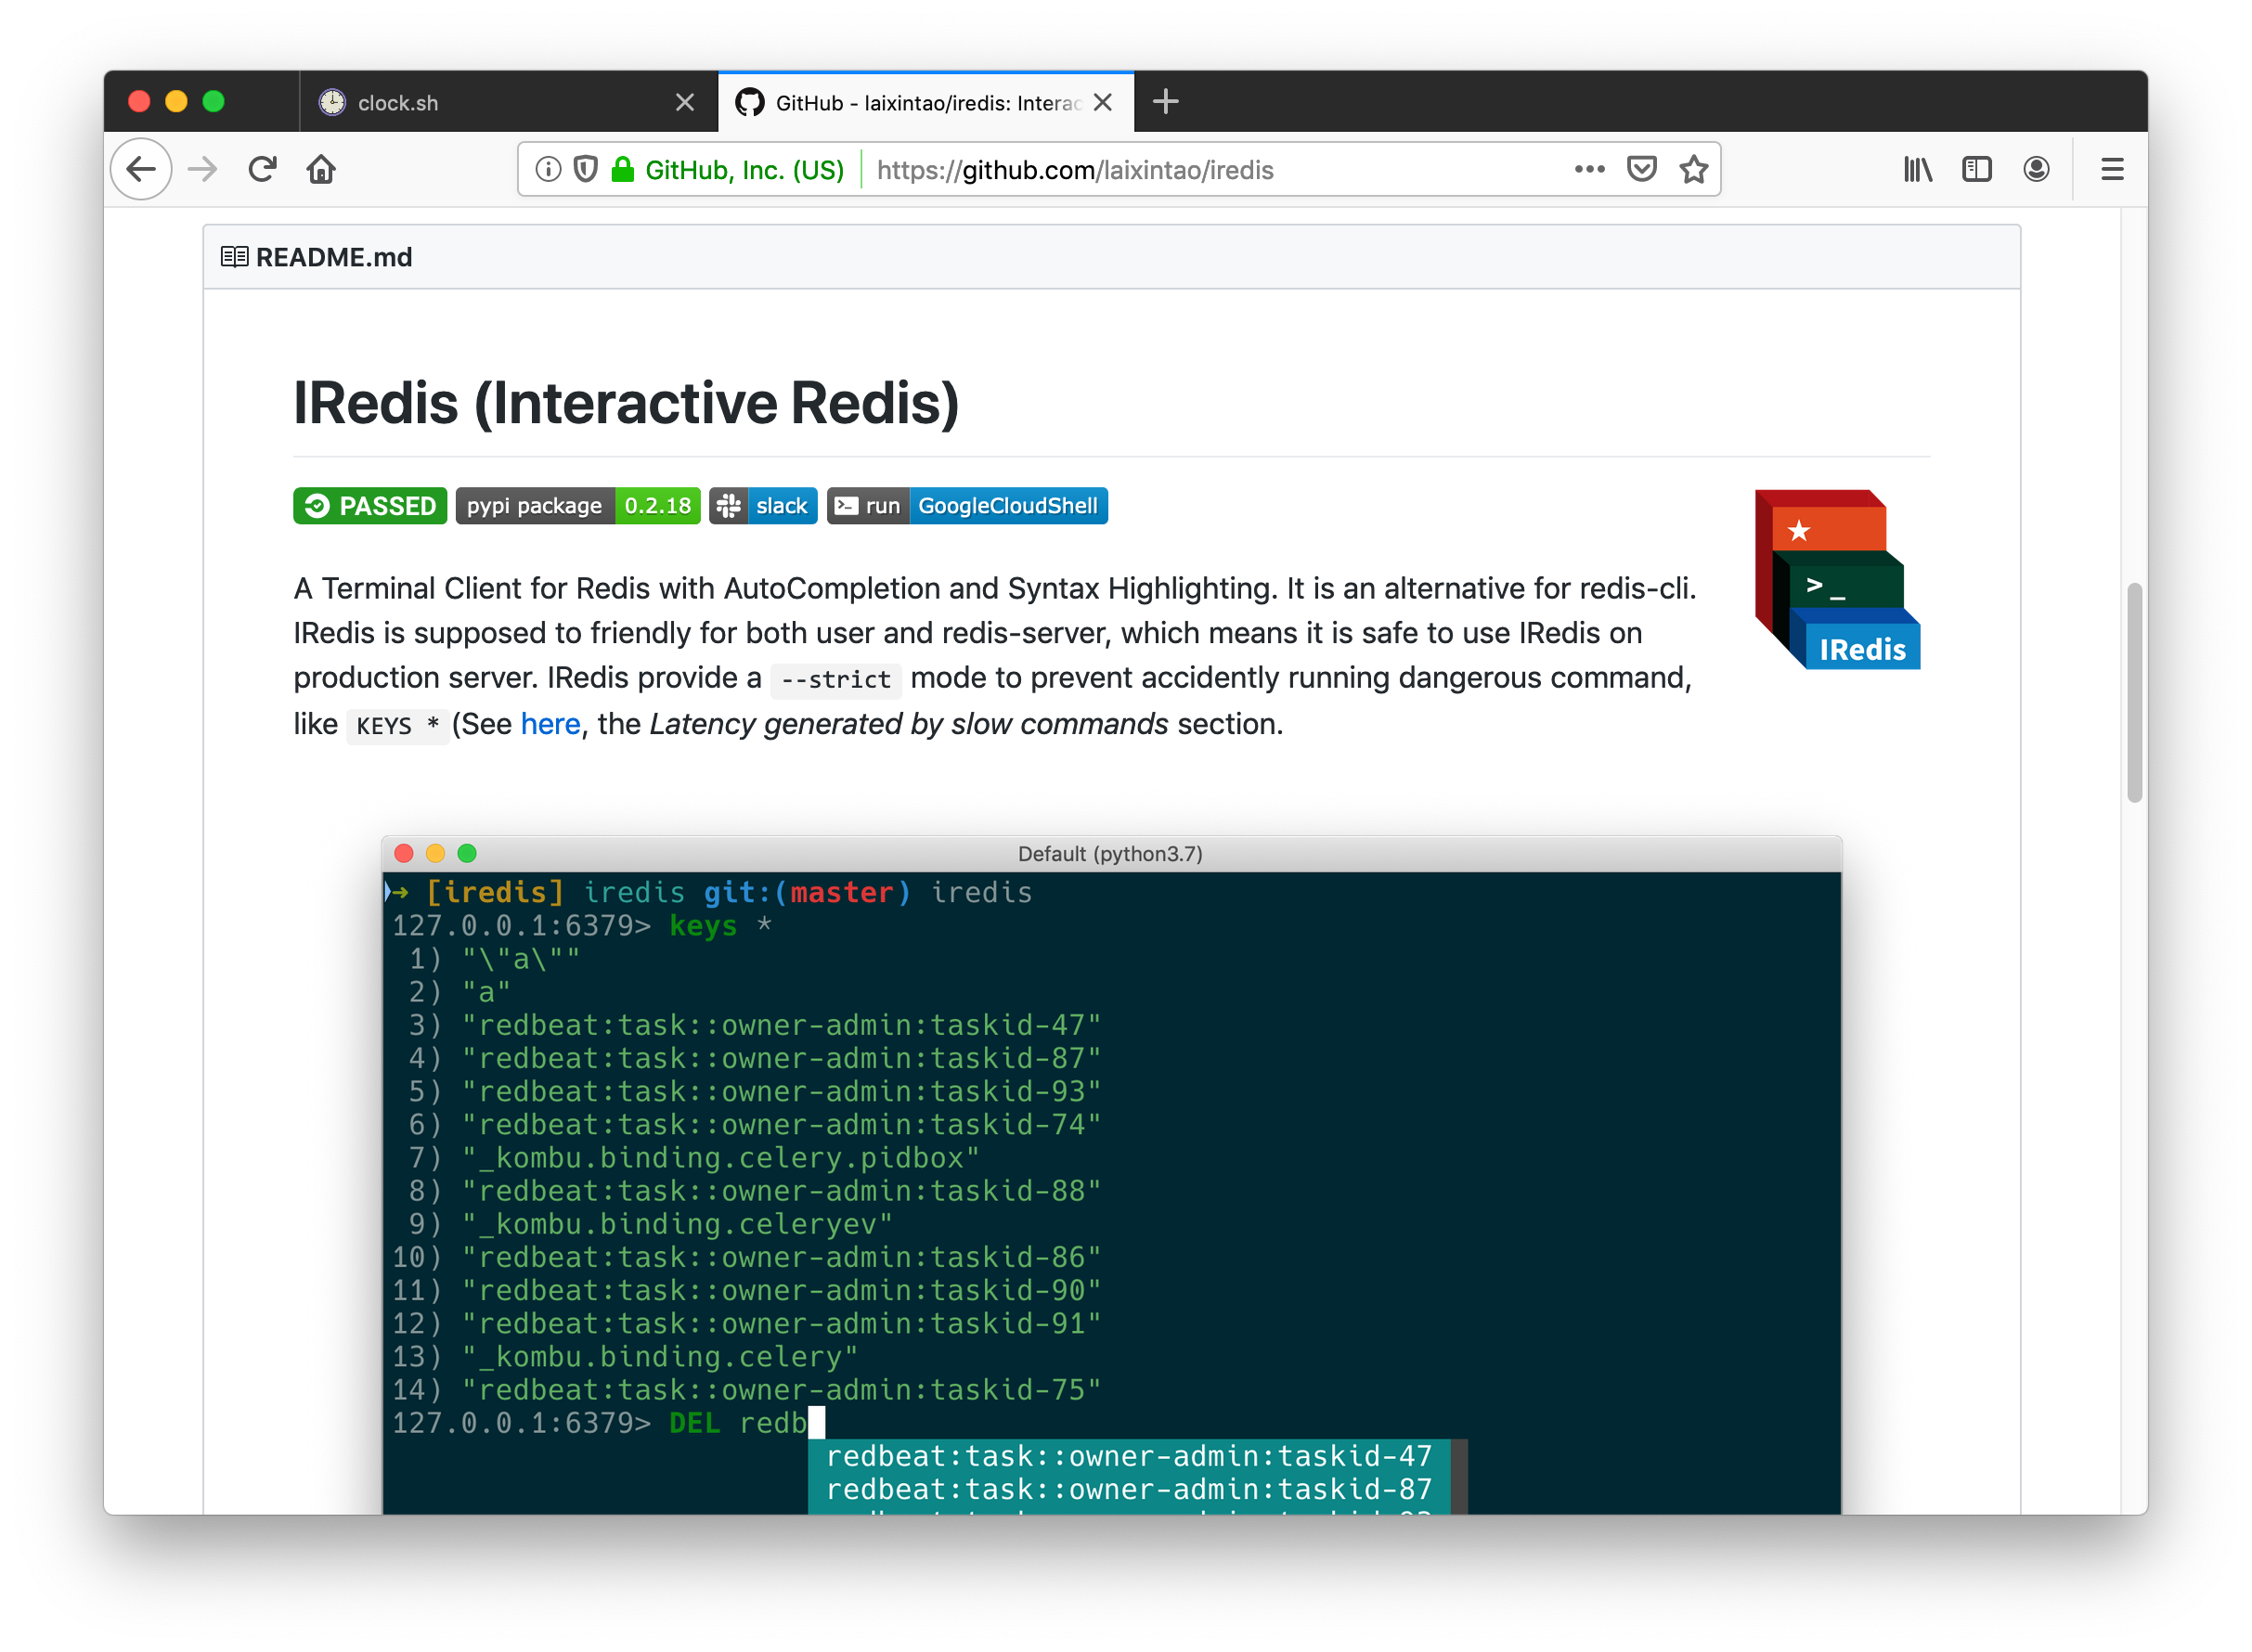 clock.sh
GitHub - laixintao/iredis: Interac
GitHub, Inc. (US) https://github.com/laixintao/iredis
README.md
IRedis (Interactive Redis)
PASSED pypi package 0.2.18 slack run GoogleCloudShell
>_
IRedis
A Terminal Client for Redis with AutoCompletion and Syntax Highlighting. It is an alternative for redis-cli.
IRedis is supposed to friendly for both user and redis-server, which means it is safe to use IRedis on
production server. IRedis provide a --strict mode to prevent accidently running dangerous command,
like KEYS * (See here, the Latency generated by slow commands section.
Default (python3.7)
➜ [iredis] iredis git:(master) iredis
127.0.0.1:6379> keys *
1) "\"a\""
2) "a"
3) "redbeat:task::owner-admin:taskid-47"
4) "redbeat:task::owner-admin:taskid-87"
5) "redbeat:task::owner-admin:taskid-93"
6) "redbeat:task::owner-admin:taskid-74"
7) "_kombu.binding.celery.pidbox"
8) "redbeat:task::owner-admin:taskid-88"
9) "_kombu.binding.celeryev"
10) "redbeat:task::owner-admin:taskid-86"
11) "redbeat:task::owner-admin:taskid-90"
12) "redbeat:task::owner-admin:taskid-91"
13) "_kombu.binding.celery"
14) "redbeat:task::owner-admin:taskid-75"
127.0.0.1:6379> DEL redb
redbeat:task::owner-admin:taskid-47
redbeat:task::owner-admin:taskid-87